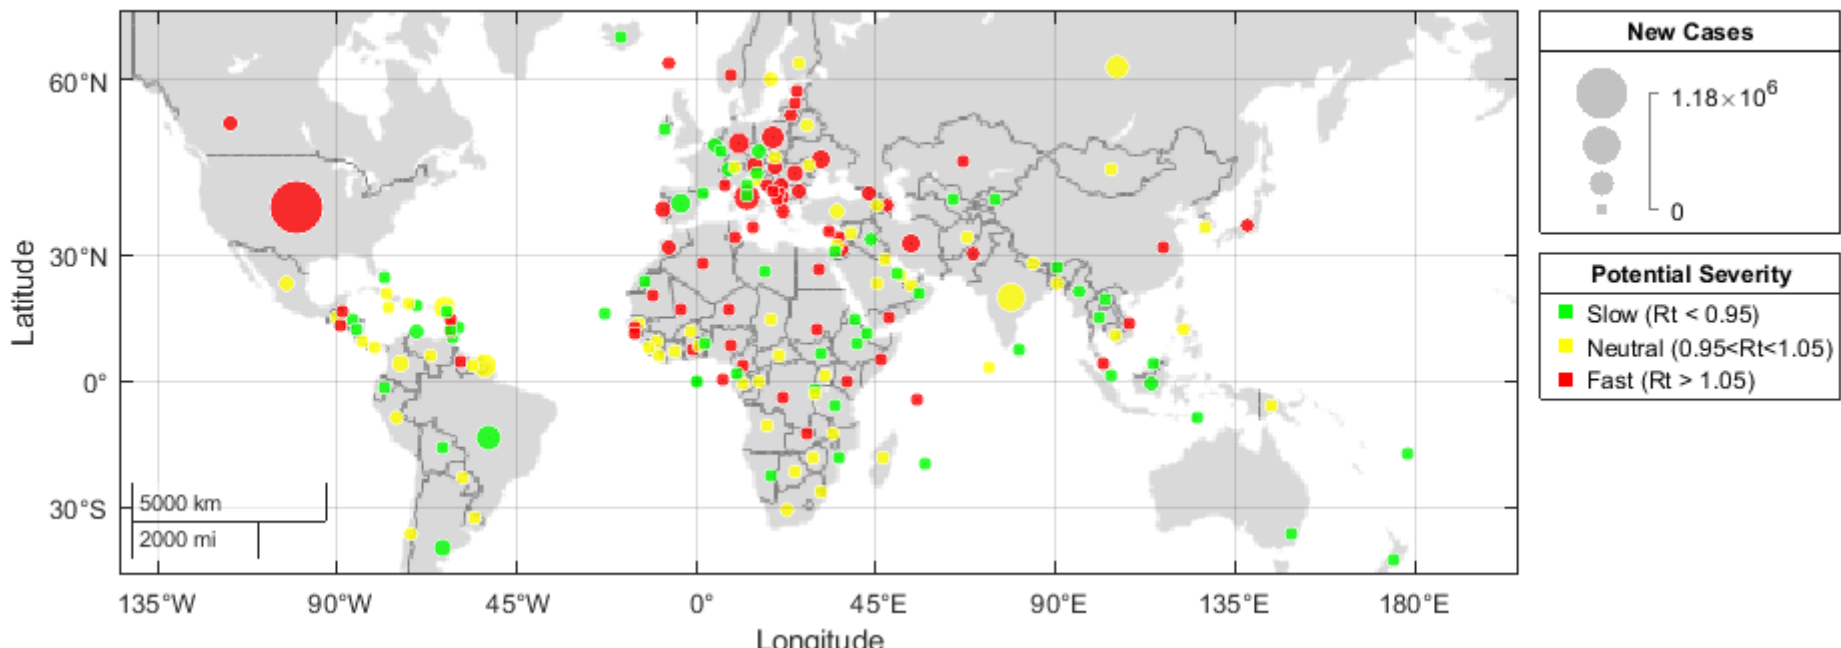 60°N
30°N
0°
30°S
Latitude
5000 km
2000 mi
135°W 90°W 45°W 0° 45°E 90°E 135°E 180°E
Longitude
New Cases
1.18×10⁶
0
Potential Severity
Slow (Rt < 0.95)
Neutral (0.95<Rt<1.05)
Fast (Rt > 1.05)